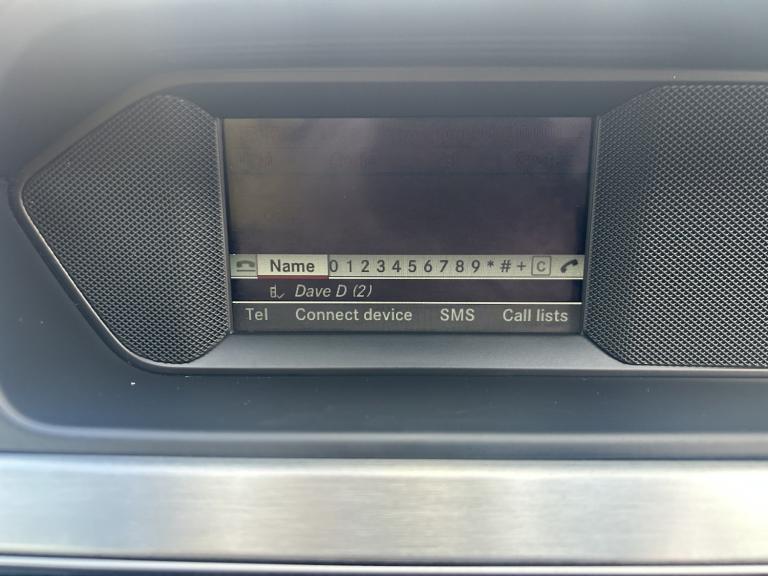 Name 0 1 2 3 4 5 6 7 8 9 * # + C
Dave D (2)
Tel Connect device SMS Call lists